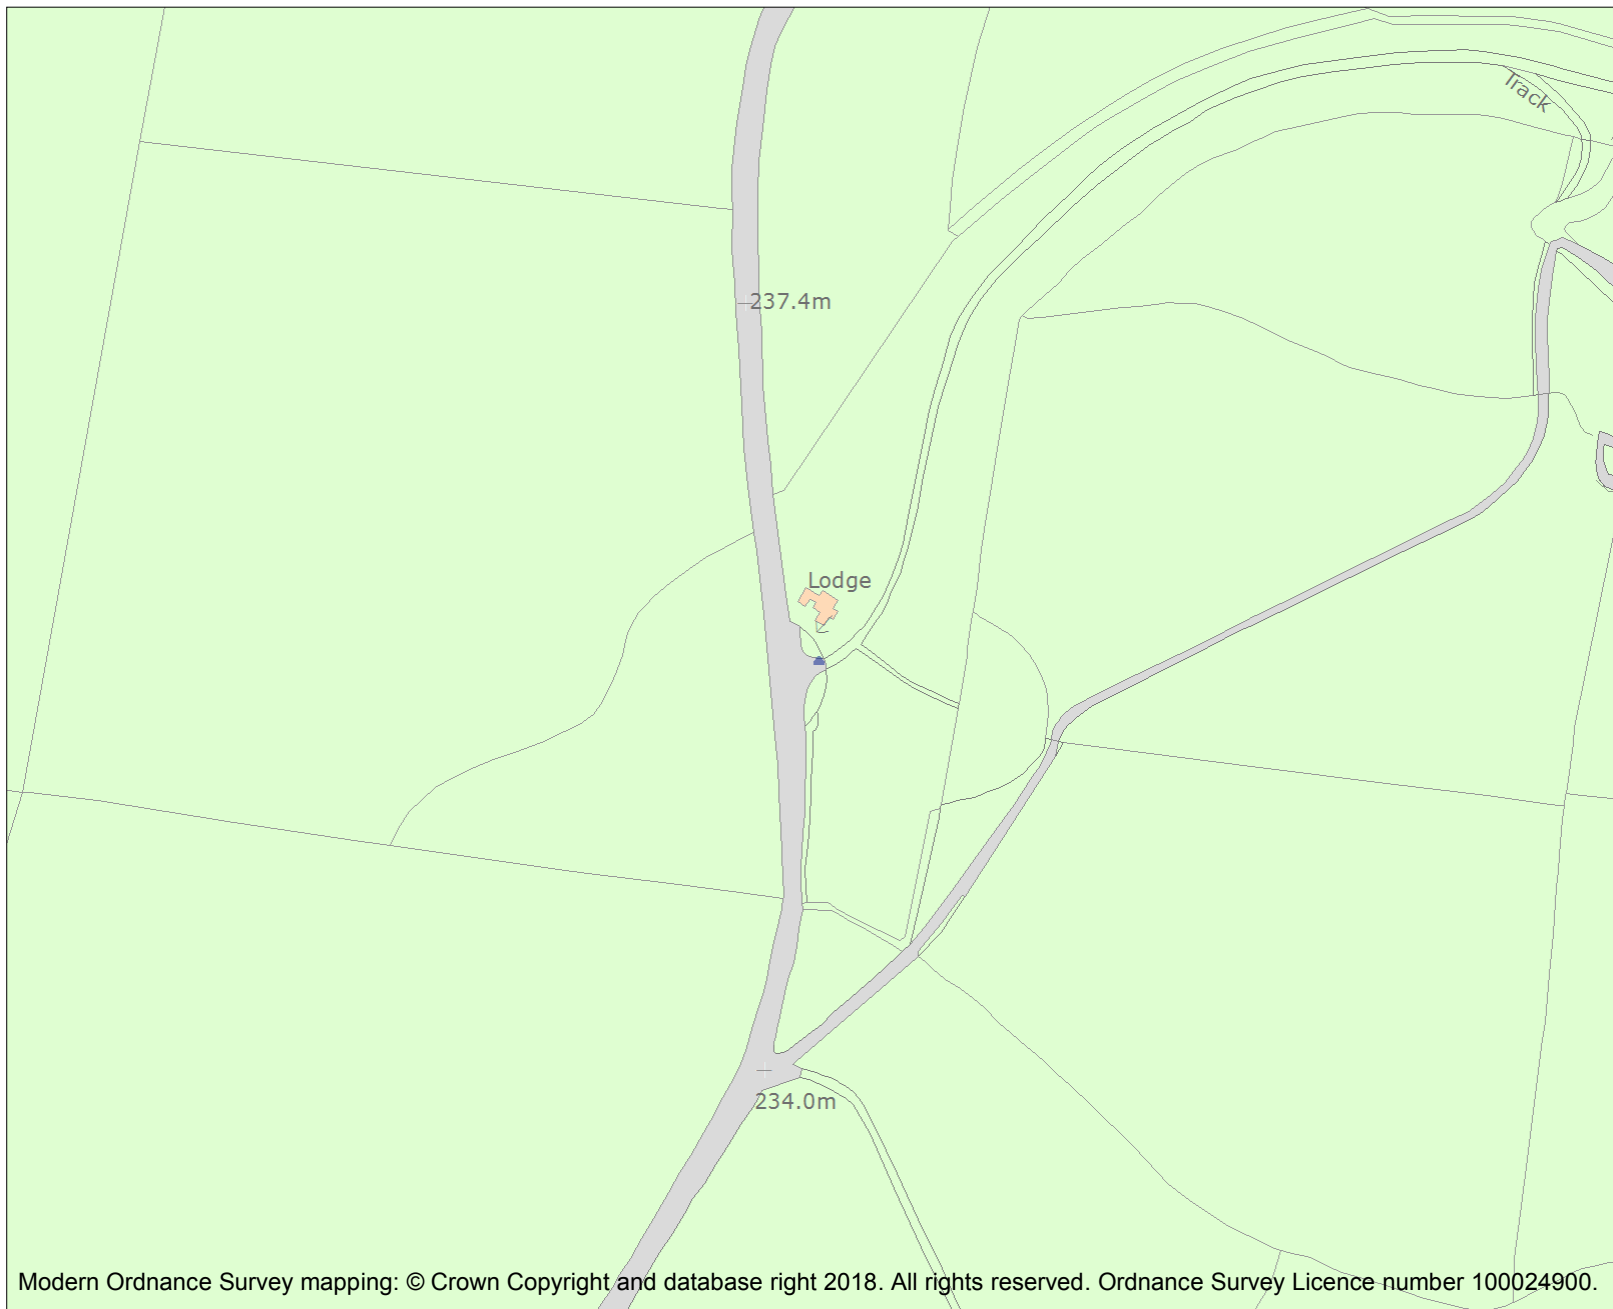 Track
237.4m
Lodge
234.0m
Modern Ordnance Survey mapping: © Crown Copyright and database right 2018. All rights reserved. Ordnance Survey Licence number 100024900.